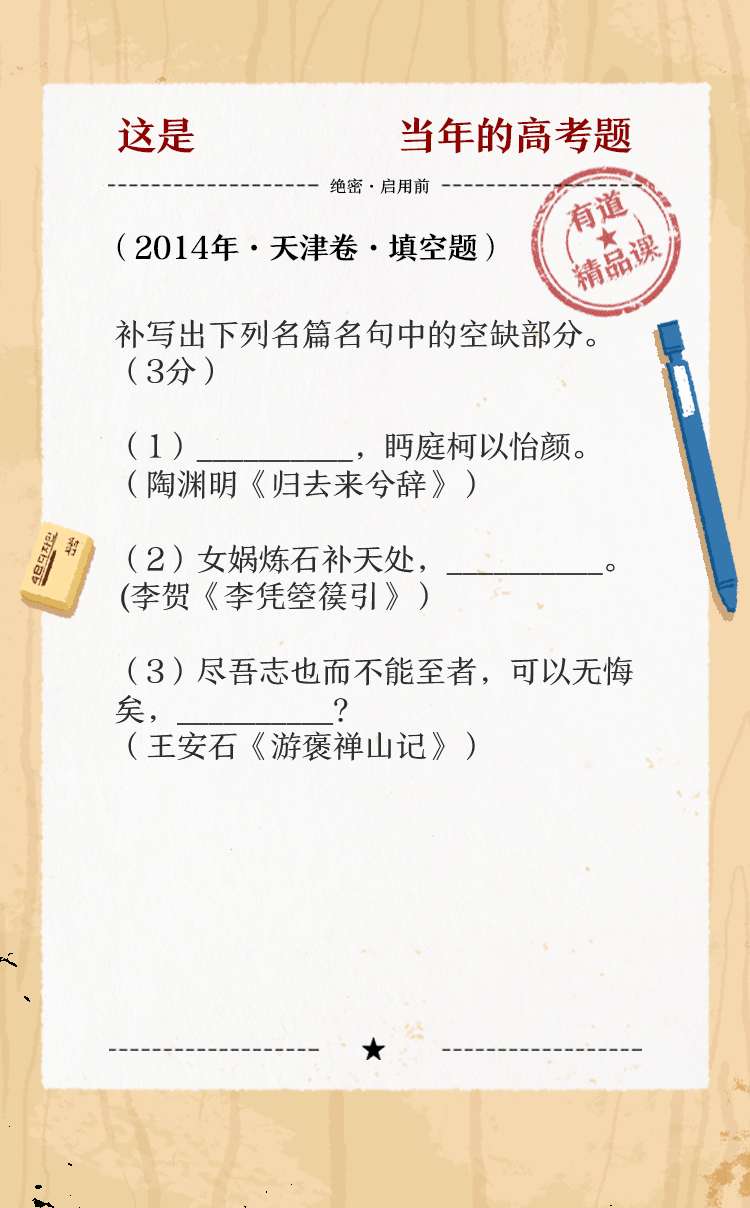 这是 当年的高考题
绝密·启用前
有道
精品课
（2014年·天津卷·填空题）
补写出下列名篇名句中的空缺部分。
（3分）
（1）__________，眄庭柯以怡颜。
（陶渊明《归去来兮辞》）
（2）女娲炼石补天处，__________。
(李贺《李凭箜篌引》）
（3）尽吾志也而不能至者，可以无悔
矣，__________?
（王安石《游褒禅山记》）